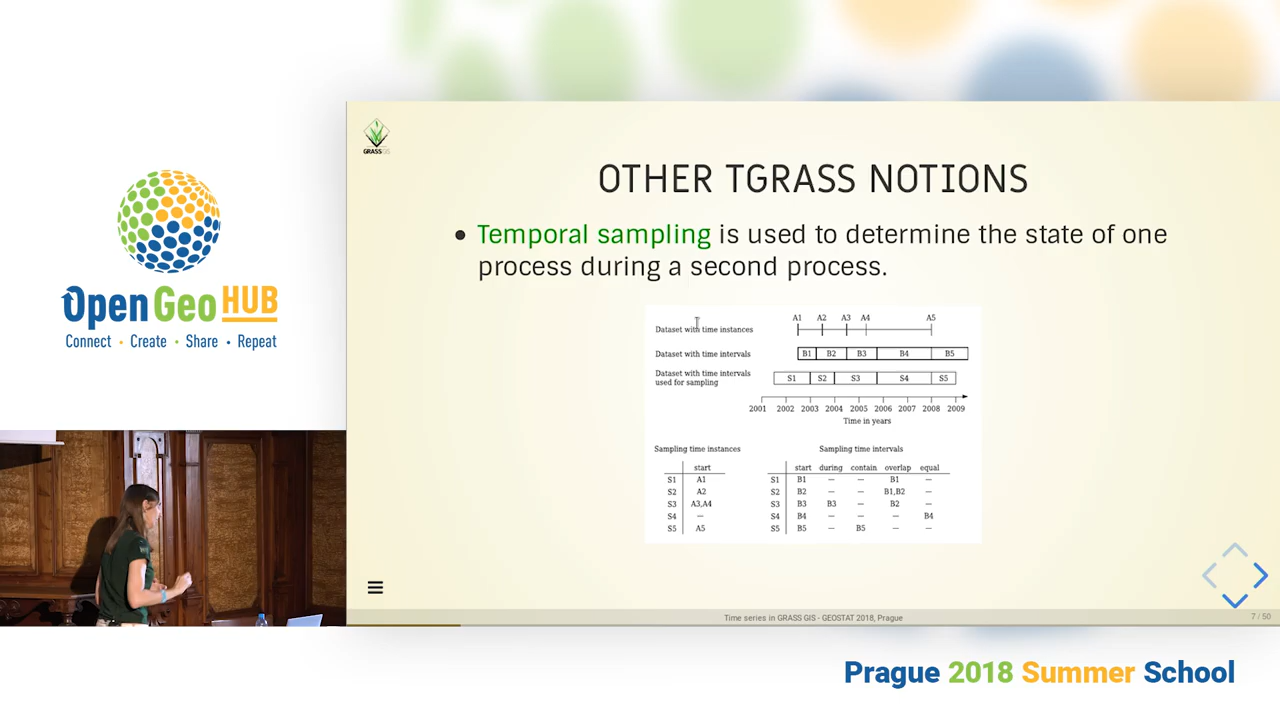 Open Geo HUB
Connect • Create • Share • Repeat
GRASS GIS
OTHER TGRASS NOTIONS
• Temporal sampling is used to determine the state of one
process during a second process.
A1 A2 A3 A4 A5
Dataset with time instances
Dataset with time intervals B1 B2 B3 B4 B5
Dataset with time intervals
used for sampling S1 S2 S3 S4 S5
2001 2002 2003 2004 2005 2006 2007 2008 2009
Time in years
Sampling time instances
start
S1 A1
S2 A2
S3 A3,A4
S4 —
S5 A5
Sampling time intervals
start during contain overlap equal
S1 B1 — — B1 —
S2 B2 — — B1,B2 —
S3 B3 B3 — B2 —
S4 B4 — — — B4
S5 B5 — B5 — —
Time series in GRASS GIS - GEOSTAT 2018, Prague
7 / 50
Prague 2018 Summer School